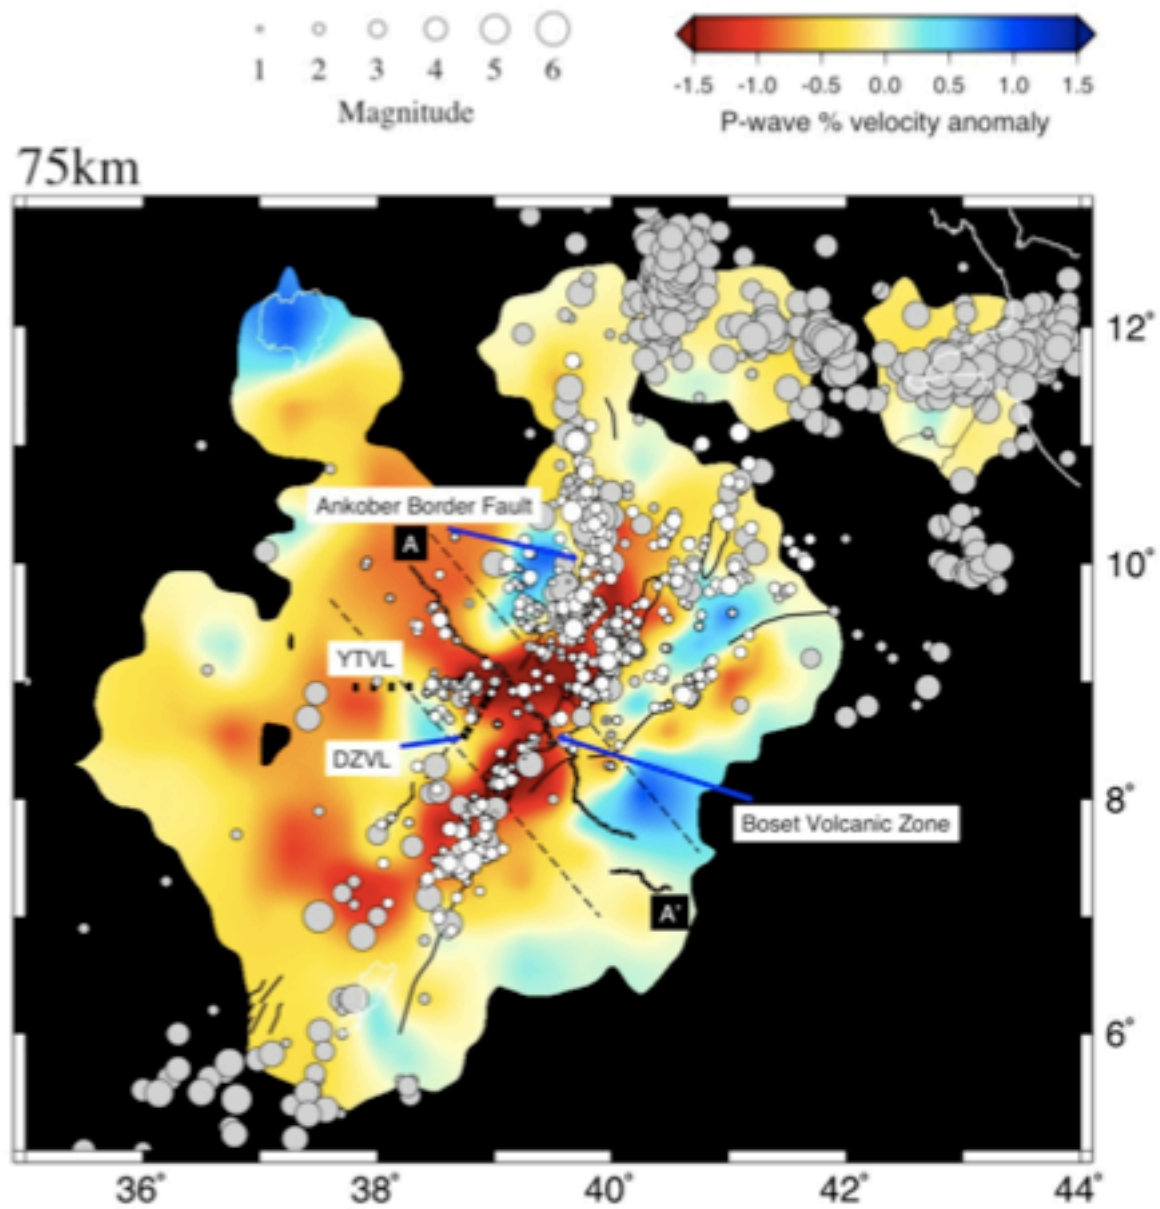 1 2 3 4 5 6
Magnitude
-1.5 -1.0 -0.5 0.0 0.5 1.0 1.5
P-wave % velocity anomaly
75km
12°
Ankober Border Fault
A
10°
YTVL
DZVL
8°
Boset Volcanic Zone
A'
6°
36° 38° 40° 42° 44°